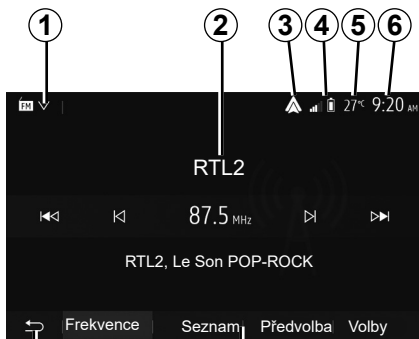 1 2 3 4 5 6
FM 27°C 9:20 AM
RTL2
87.5 MHz
RTL2, Le Son POP-ROCK
Frekvence Seznam Předvolba Volby